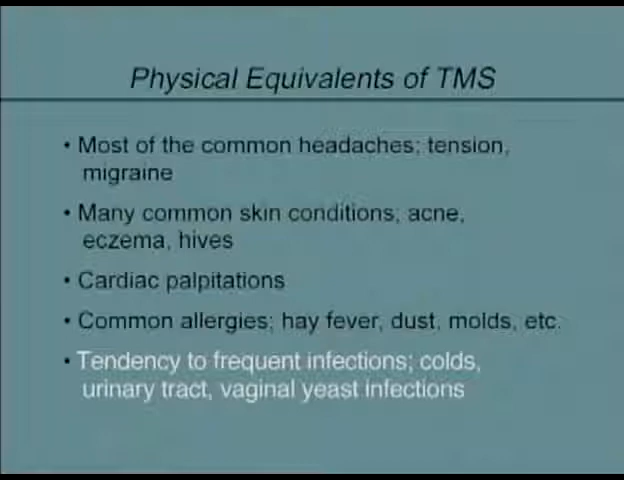 Physical Equivalents of TMS
• Most of the common headaches; tension,
migraine
• Many common skin conditions; acne,
eczema, hives
• Cardiac palpitations
• Common allergies; hay fever, dust, molds, etc.
• Tendency to frequent infections; colds,
urinary tract, vaginal yeast infections